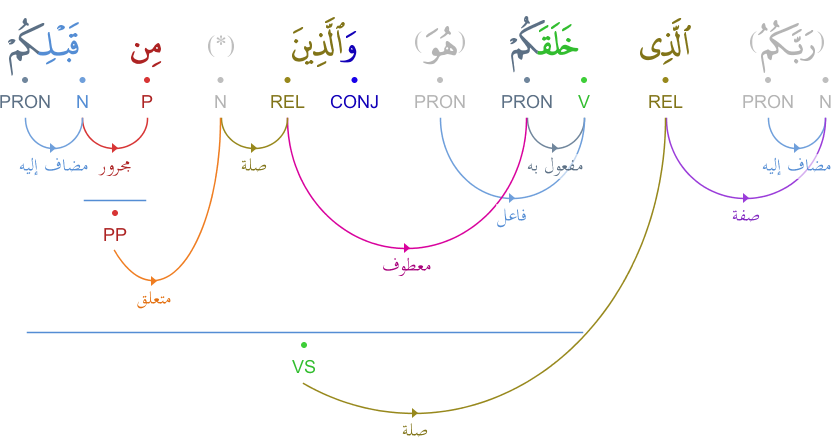 (رَبَّكُمُ) ٱلَّذِى خَلَقَكُمْ (هُوَ) وَٱلَّذِينَ (*) مِن قَبْلِكُمْ
PRON N P N REL CONJ PRON PRON V REL PRON N
مضاف إليه مفعول به صلة مجرور مضاف إليه
صفة فاعل
PP
معطوف
متعلق
VS
صلة